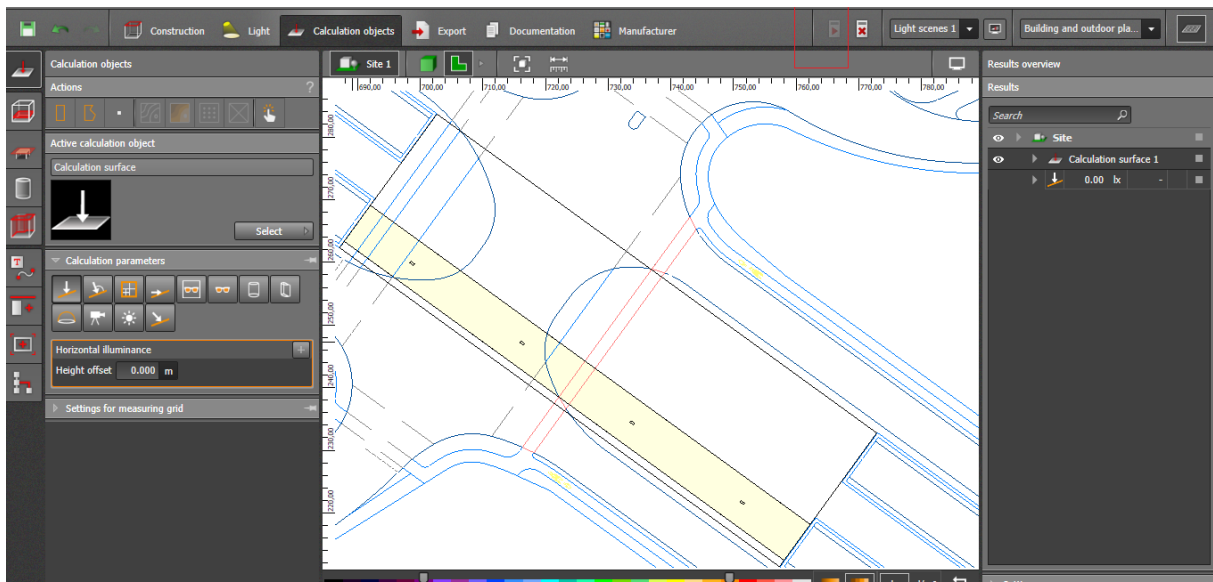 Construction Light Calculation objects Export Documentation Manufacturer Light scenes 1 Building and outdoor pla...
Calculation objects
Actions ?
Active calculation object
Calculation surface
Select
Calculation parameters
Horizontal illuminance
Height offset 0.000 m
Settings for measuring grid
Site 1
690,00 700,00 710,00 720,00 730,00 740,00 750,00 760,00 770,00 780,00
280,00
270,00
260,00
250,00
240,00
230,00
220,00
Results overview
Results
Search
Site
Calculation surface 1
0.00 lx -